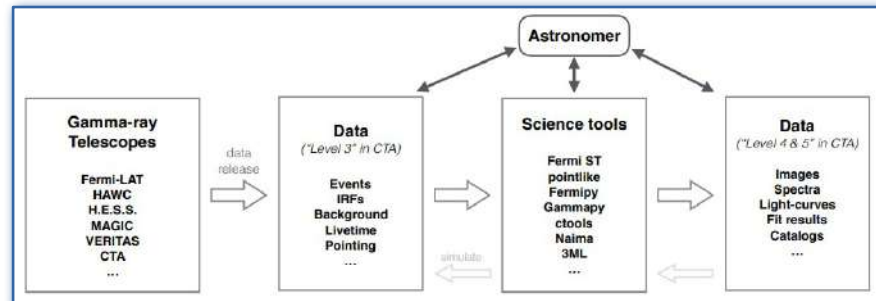 Astronomer
Gamma-ray
Telescopes
Fermi-LAT
HAWC
H.E.S.S.
MAGIC
VERITAS
CTA
...
data
release
Data
("Level 3" in CTA)
Events
IRFs
Background
Livetime
Pointing
...
simulate
Science tools
Fermi ST
pointlike
Fermipy
Gammapy
ctools
Naima
3ML
...
Data
("Level 4 & 5" in CTA)
Images
Spectra
Light-curves
Fit results
Catalogs
...